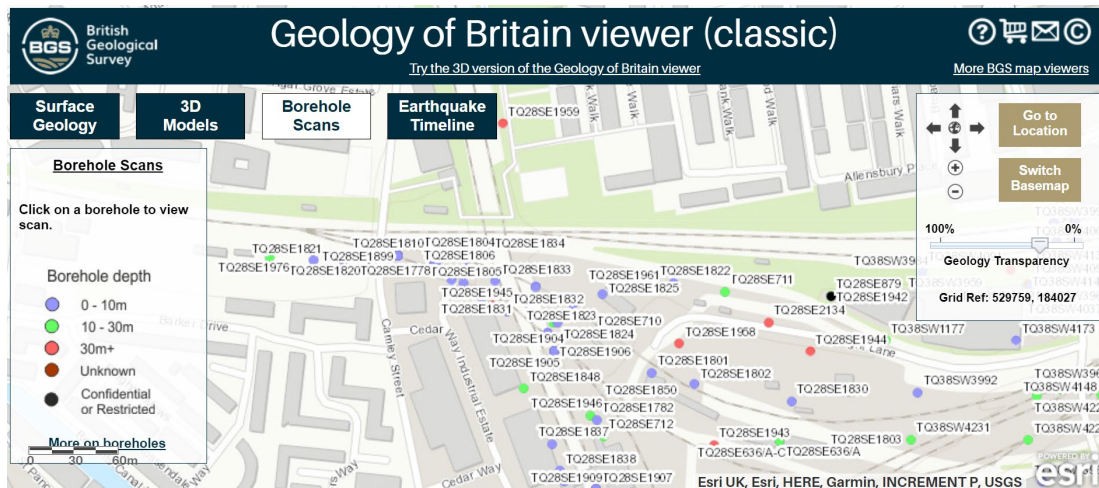 British
Geological
Survey
BGS
Geology of Britain viewer (classic)
Try the 3D version of the Geology of Britain viewer
More BGS map viewers
Surface
Geology
3D
Models
Borehole
Scans
Earthquake
Timeline
Go to
Location
Switch
Basemap
100%
0%
Geology Transparency
Grid Ref: 529759, 184027
Borehole Scans
Click on a borehole to view
scan.
Borehole depth
0 - 10m
10 - 30m
30m+
Unknown
Confidential
or Restricted
More on boreholes
0 30 60m
TQ28SE1959
Allensbury P
TQ28SE1821
TQ28SE1810
TQ28SE1804
TQ28SE1834
TQ28SE1899
TQ28SE1806
TQ28SE1976
TQ28SE1820
TQ28SE1778
TQ28SE1805
TQ28SE1833
TQ28SE1961
TQ28SE1822
TQ28SE1825
TQ28SE711
TQ28SE879
TQ28SE1942
TQ28SE1945
TQ28SE1832
TQ28SE1831
TQ28SE1823
TQ28SE710
TQ28SE2134
TQ28SE1904
TQ28SE1824
TQ28SE1968
TQ28SE1944
TQ38SW1177
TQ38SW4173
TQ28SE1906
TQ28SE1905
TQ28SE1801
TQ28SE1802
TQ28SE1848
TQ28SE1850
TQ28SE1830
TQ38SW3992
TQ38SW4148
TQ28SE1946
TQ28SE1782
TQ28SE712
TQ28SE1837
TQ28SE1943
TQ28SE1803
TQ38SW4231
TQ28SE636/A-C
TQ28SE636/A
TQ28SE1838
TQ28SE1909
TQ28SE1907
Camley Street
Cedar Way Industrial Estate
Cedar Way
Barker Drive
Lane
POWERED BY
esri
Esri UK, Esri, HERE, Garmin, INCREMENT P, USGS